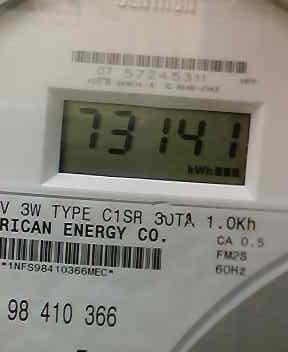 07 57245311
73141
kWh
V 3W TYPE C1SR 30TA 1.0Kh
RICAN ENERGY CO.
CA 0.5
FM2S
*1NFS98410366MEC*
60Hz
98 410 366